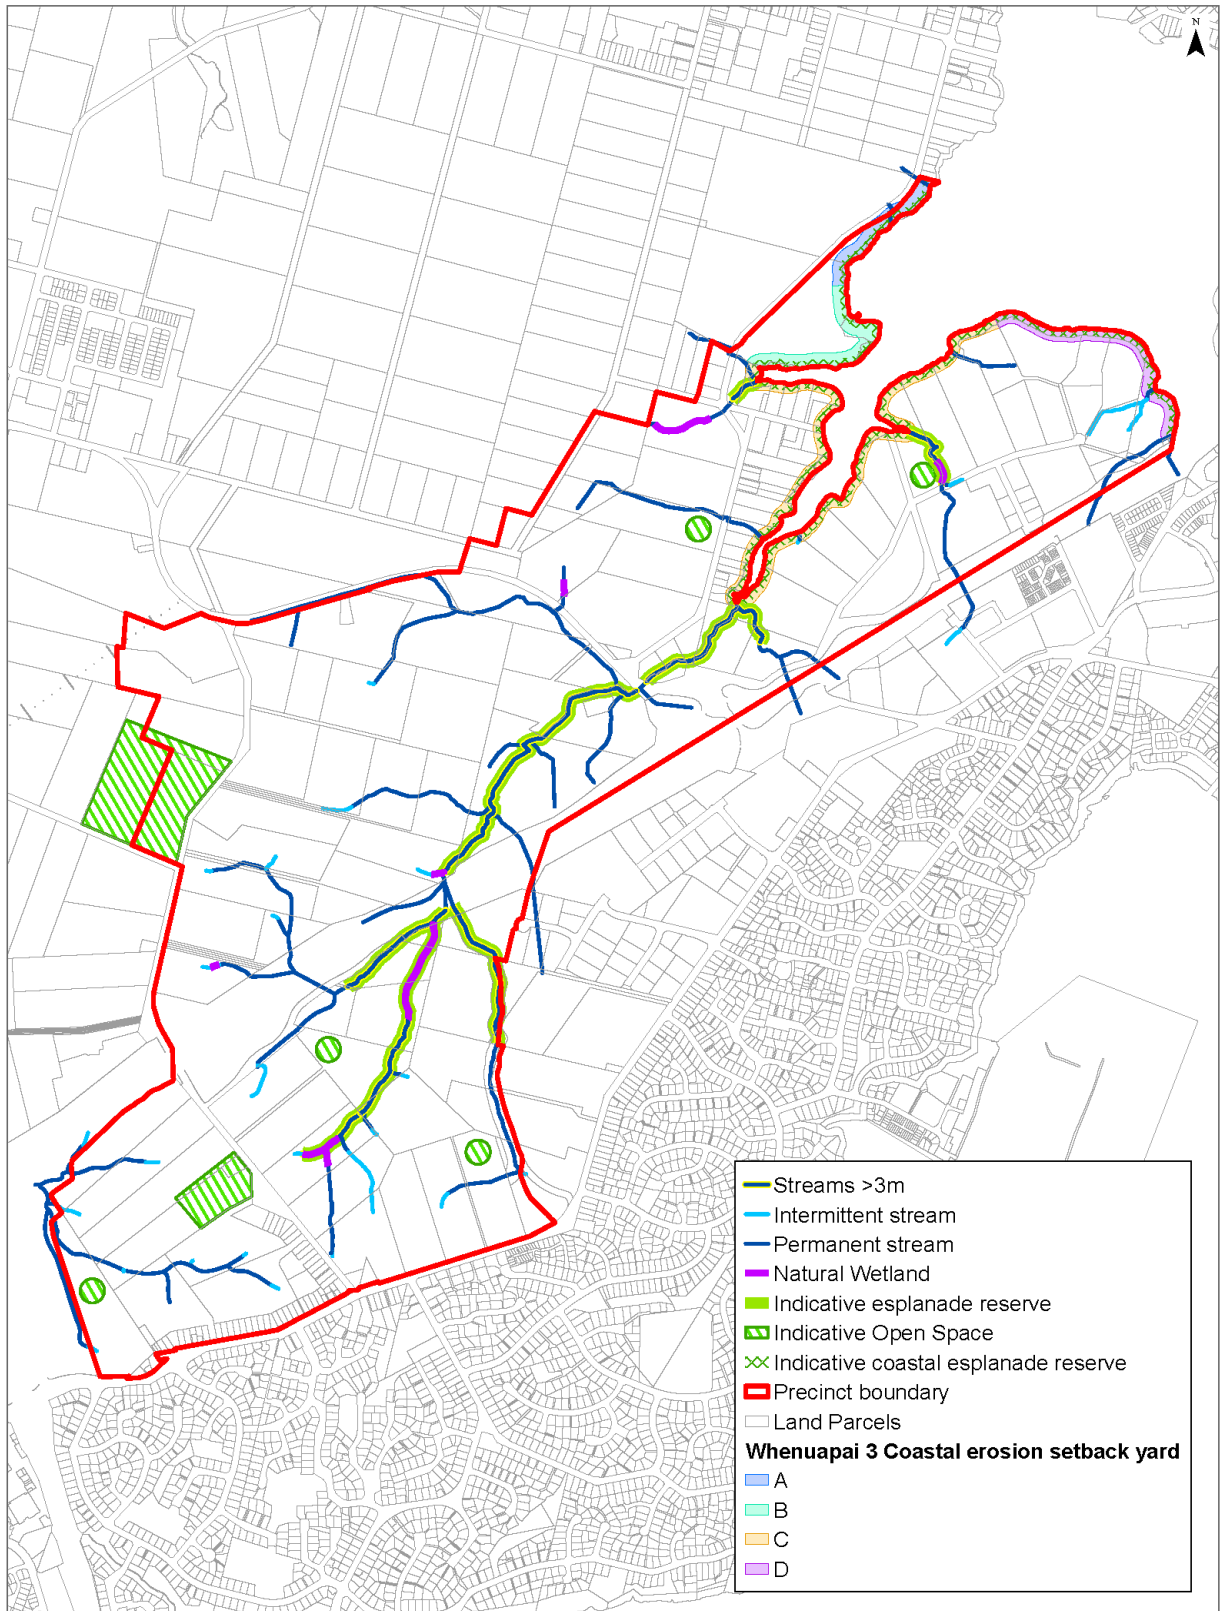 N
Streams >3m
Intermittent stream
Permanent stream
Natural Wetland
Indicative esplanade reserve
Indicative Open Space
Indicative coastal esplanade reserve
Precinct boundary
Land Parcels
Whenuapai 3 Coastal erosion setback yard
A
B
C
D